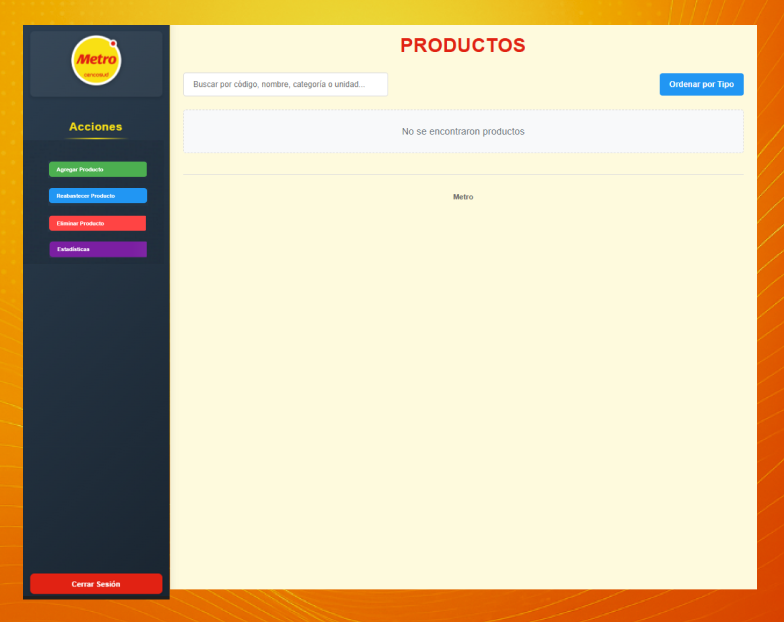 Metro
cencosud
Acciones
Agregar Producto
Reabastecer Producto
Eliminar Producto
Estadísticas
Cerrar Sesión
PRODUCTOS
Buscar por código, nombre, categoría o unidad...
Ordenar por Tipo
No se encontraron productos
Metro